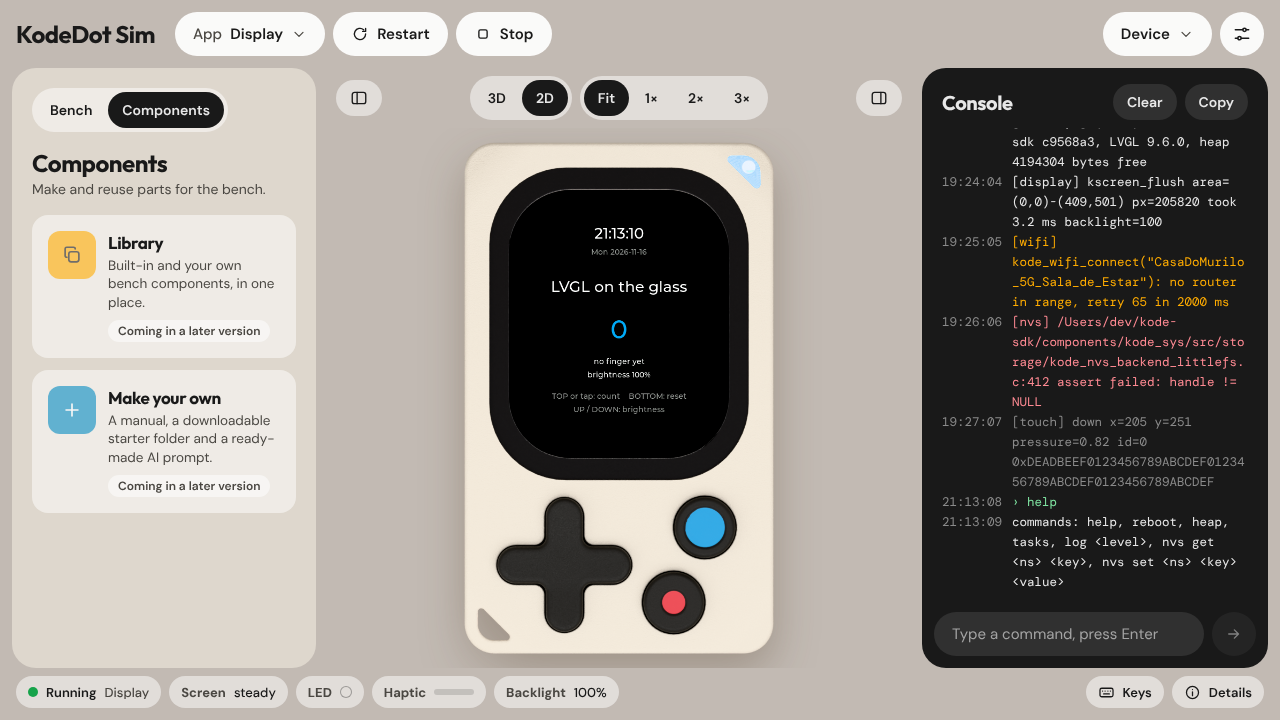 KodeDot Sim
App Display
Restart
Stop
Device
Bench
Components
Components
Make and reuse parts for the bench.
Library
Built-in and your own
bench components, in one
place.
Coming in a later version
Make your own
A manual, a downloadable
starter folder and a ready-
made AI prompt.
Coming in a later version
3D
2D
Fit
1×
2×
3×
21:13:10
Mon 2026-11-16
LVGL on the glass
0
no finger yet
brightness 100%
TOP or tap: count BOTTOM: reset
UP / DOWN: brightness
Console
Clear
Copy
sdk c9568a3, LVGL 9.6.0, heap
4194304 bytes free
19:24:04 [display] kscreen_flush area=
(0,0)-(409,501) px=205820 took
3.2 ms backlight=100
19:25:05 [wifi]
kode_wifi_connect("CasaDoMurilo
_5G_Sala_de_Estar"): no router
in range, retry 65 in 2000 ms
19:26:06 [nvs] /Users/dev/kode-
sdk/components/kode_sys/src/sto
rage/kode_nvs_backend_littlefs.
c:412 assert failed: handle !=
NULL
19:27:07 [touch] down x=205 y=251
pressure=0.82 id=0
0xDEADBEEF0123456789ABCDEF01234
56789ABCDEF0123456789ABCDEF
21:13:08 › help
21:13:09 commands: help, reboot, heap,
tasks, log <level>, nvs get
<ns> <key>, nvs set <ns> <key>
<value>
Type a command, press Enter
Running Display
Screen steady
LED
Haptic
Backlight 100%
Keys
Details